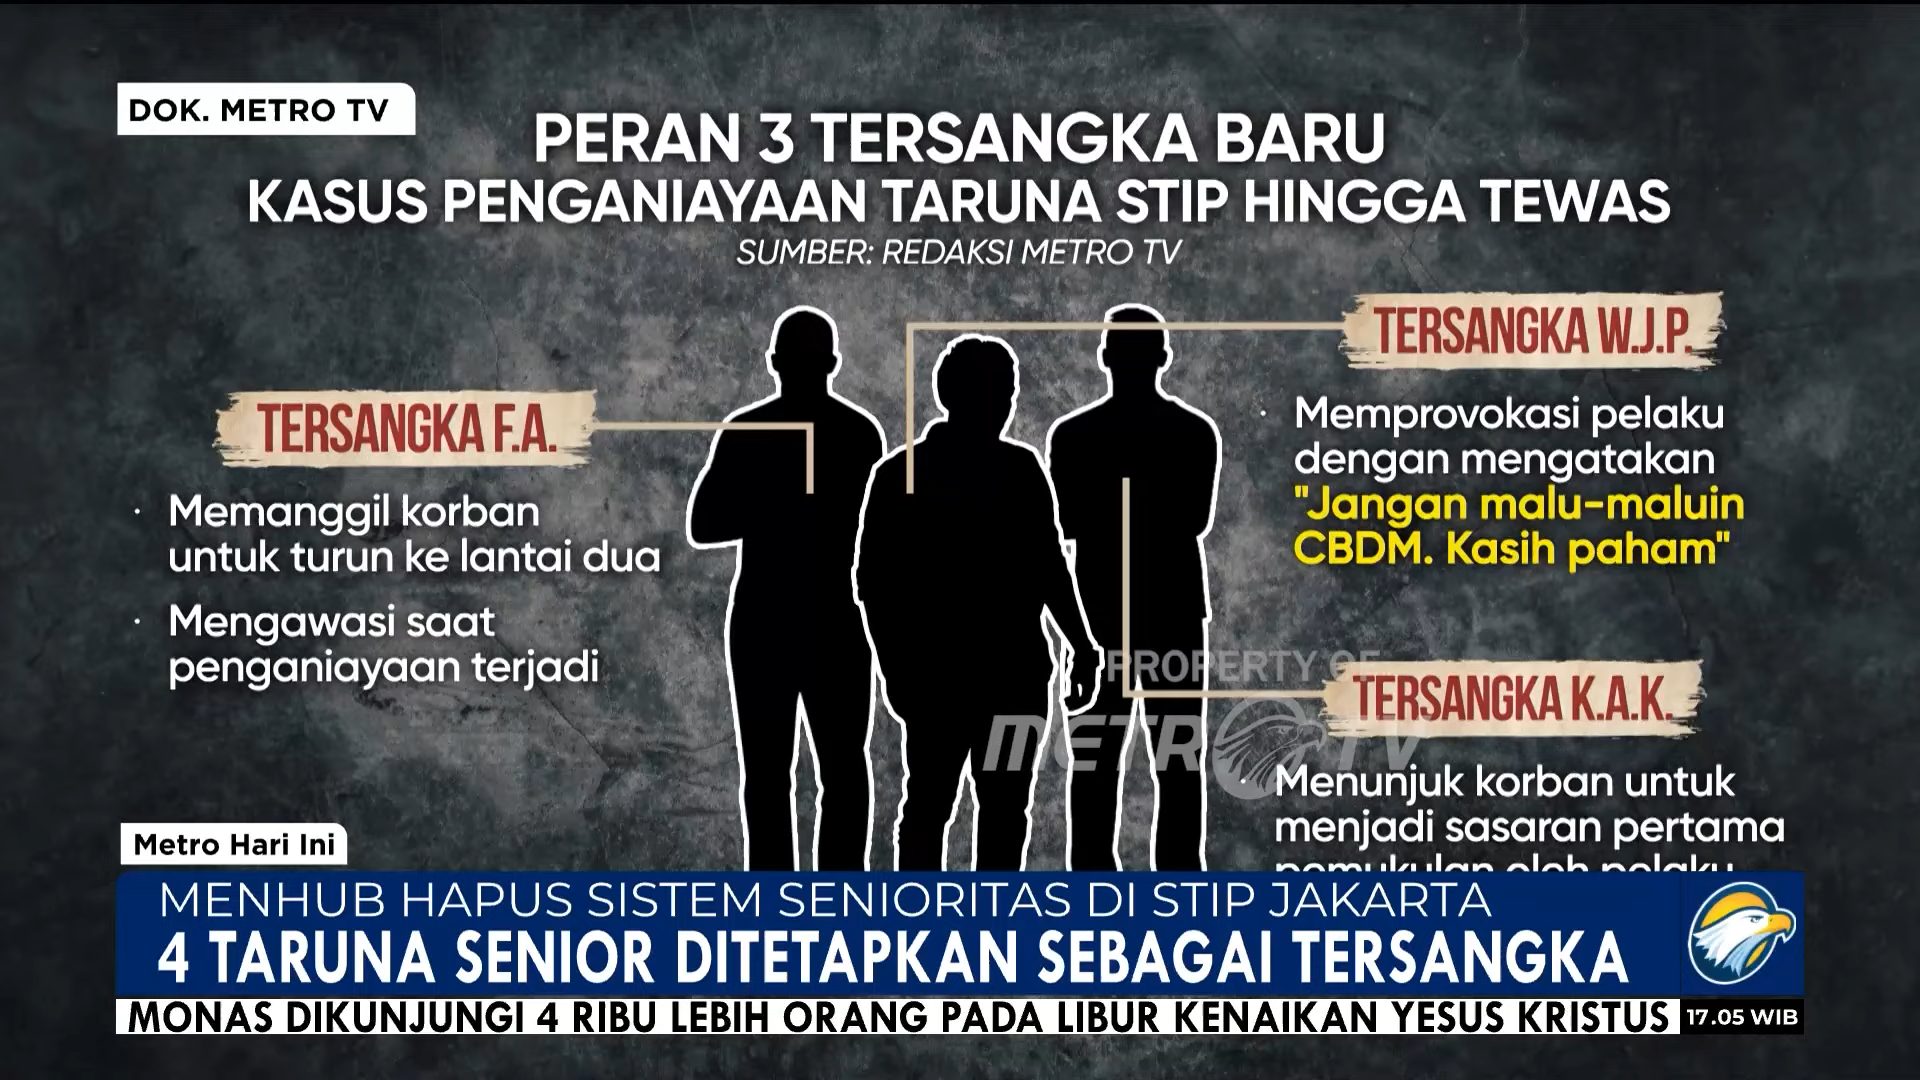 DOK. METRO TV
PERAN 3 TERSANGKA BARU
KASUS PENGANIAYAAN TARUNA STIP HINGGA TEWAS
SUMBER: REDAKSI METRO TV
TERSANGKA F.A.
· Memanggil korban
untuk turun ke lantai dua
· Mengawasi saat
penganiayaan terjadi
TERSANGKA W.J.P.
· Memprovokasi pelaku
dengan mengatakan
"Jangan malu-maluin
CBDM. Kasih paham"
PROPERTY OF
METRO TV
TERSANGKA K.A.K.
· Menunjuk korban untuk
menjadi sasaran pertama
pemukulan oleh pelaku
Metro Hari Ini
MENHUB HAPUS SISTEM SENIORITAS DI STIP JAKARTA
4 TARUNA SENIOR DITETAPKAN SEBAGAI TERSANGKA
MONAS DIKUNJUNGI 4 RIBU LEBIH ORANG PADA LIBUR KENAIKAN YESUS KRISTUS
17.05 WIB